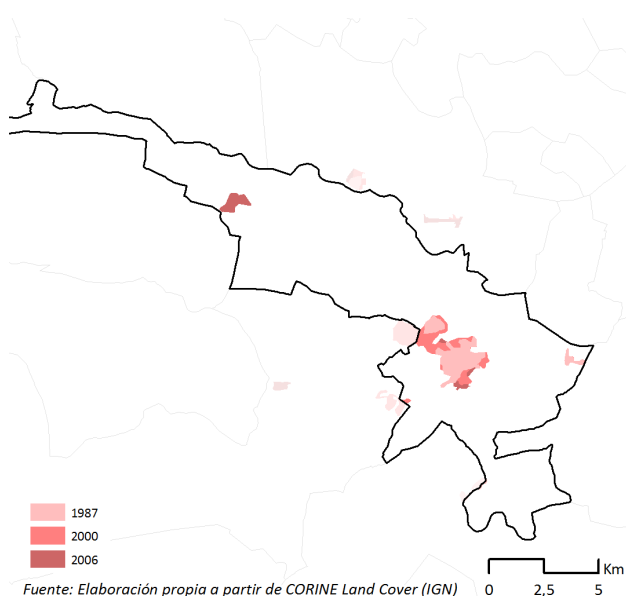 1987
2000
2006
Km
0 2,5 5
Fuente: Elaboración propia a partir de CORINE Land Cover (IGN)